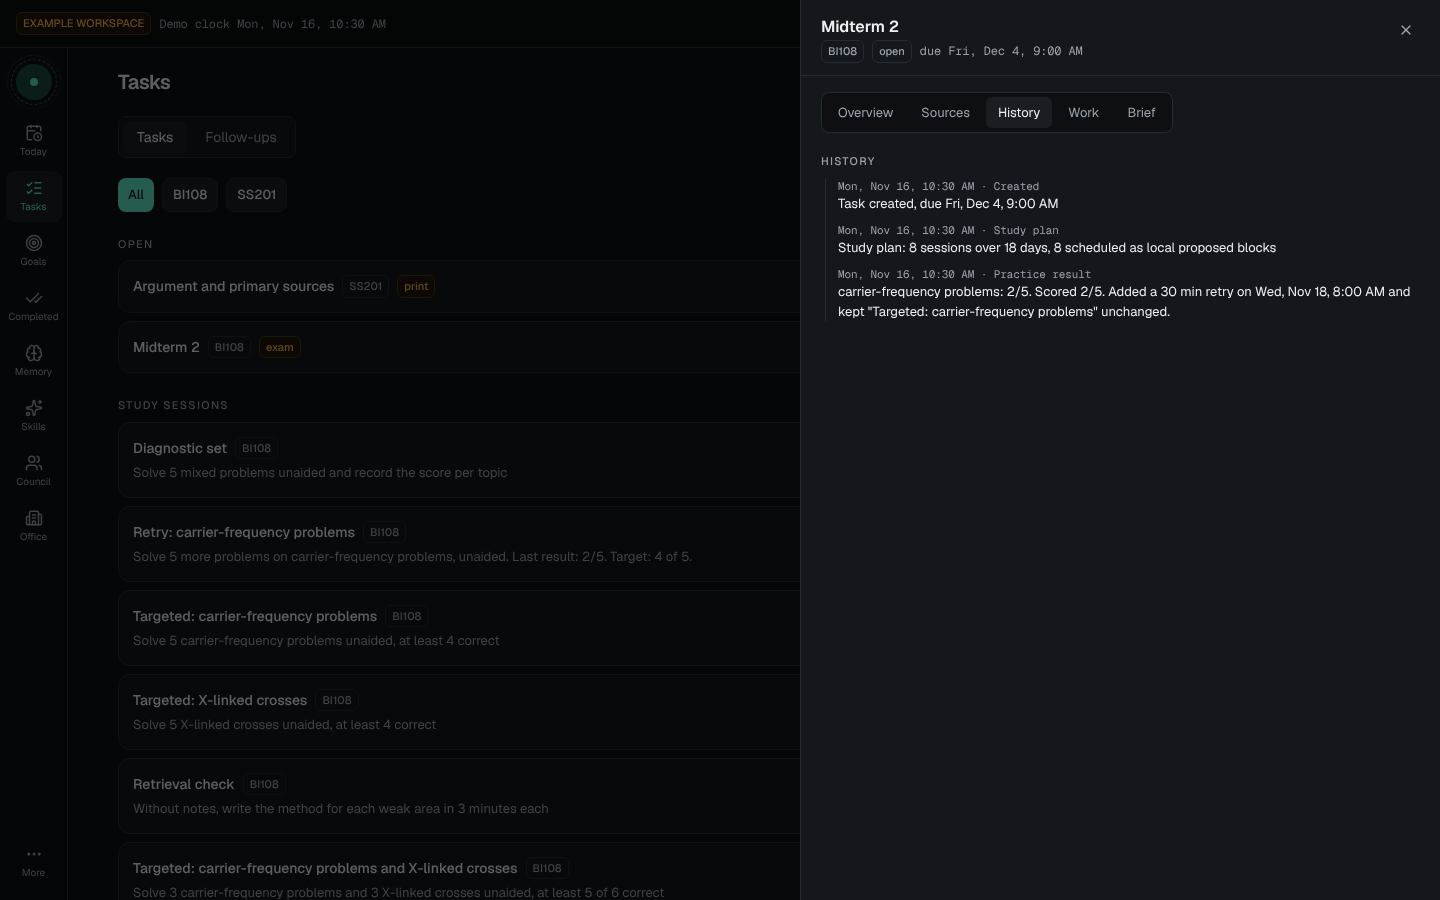 EXAMPLE WORKSPACE Demo clock Mon, Nov 16, 10:30 AM
Today
Tasks
Goals
Completed
Memory
Skills
Council
Office
More
Tasks
Tasks Follow-ups
All BI108 SS201
OPEN
Argument and primary sources SS201 print
Midterm 2 BI108 exam
STUDY SESSIONS
Diagnostic set BI108
Solve 5 mixed problems unaided and record the score per topic
Retry: carrier-frequency problems BI108
Solve 5 more problems on carrier-frequency problems, unaided. Last result: 2/5. Target: 4 of 5.
Targeted: carrier-frequency problems BI108
Solve 5 carrier-frequency problems unaided, at least 4 correct
Targeted: X-linked crosses BI108
Solve 5 X-linked crosses unaided, at least 4 correct
Retrieval check BI108
Without notes, write the method for each weak area in 3 minutes each
Targeted: carrier-frequency problems and X-linked crosses BI108
Solve 3 carrier-frequency problems and 3 X-linked crosses unaided, at least 5 of 6 correct
Midterm 2
BI108 open due Fri, Dec 4, 9:00 AM
Overview Sources History Work Brief
HISTORY
Mon, Nov 16, 10:30 AM · Created
Task created, due Fri, Dec 4, 9:00 AM
Mon, Nov 16, 10:30 AM · Study plan
Study plan: 8 sessions over 18 days, 8 scheduled as local proposed blocks
Mon, Nov 16, 10:30 AM · Practice result
carrier-frequency problems: 2/5. Scored 2/5. Added a 30 min retry on Wed, Nov 18, 8:00 AM and
kept "Targeted: carrier-frequency problems" unchanged.